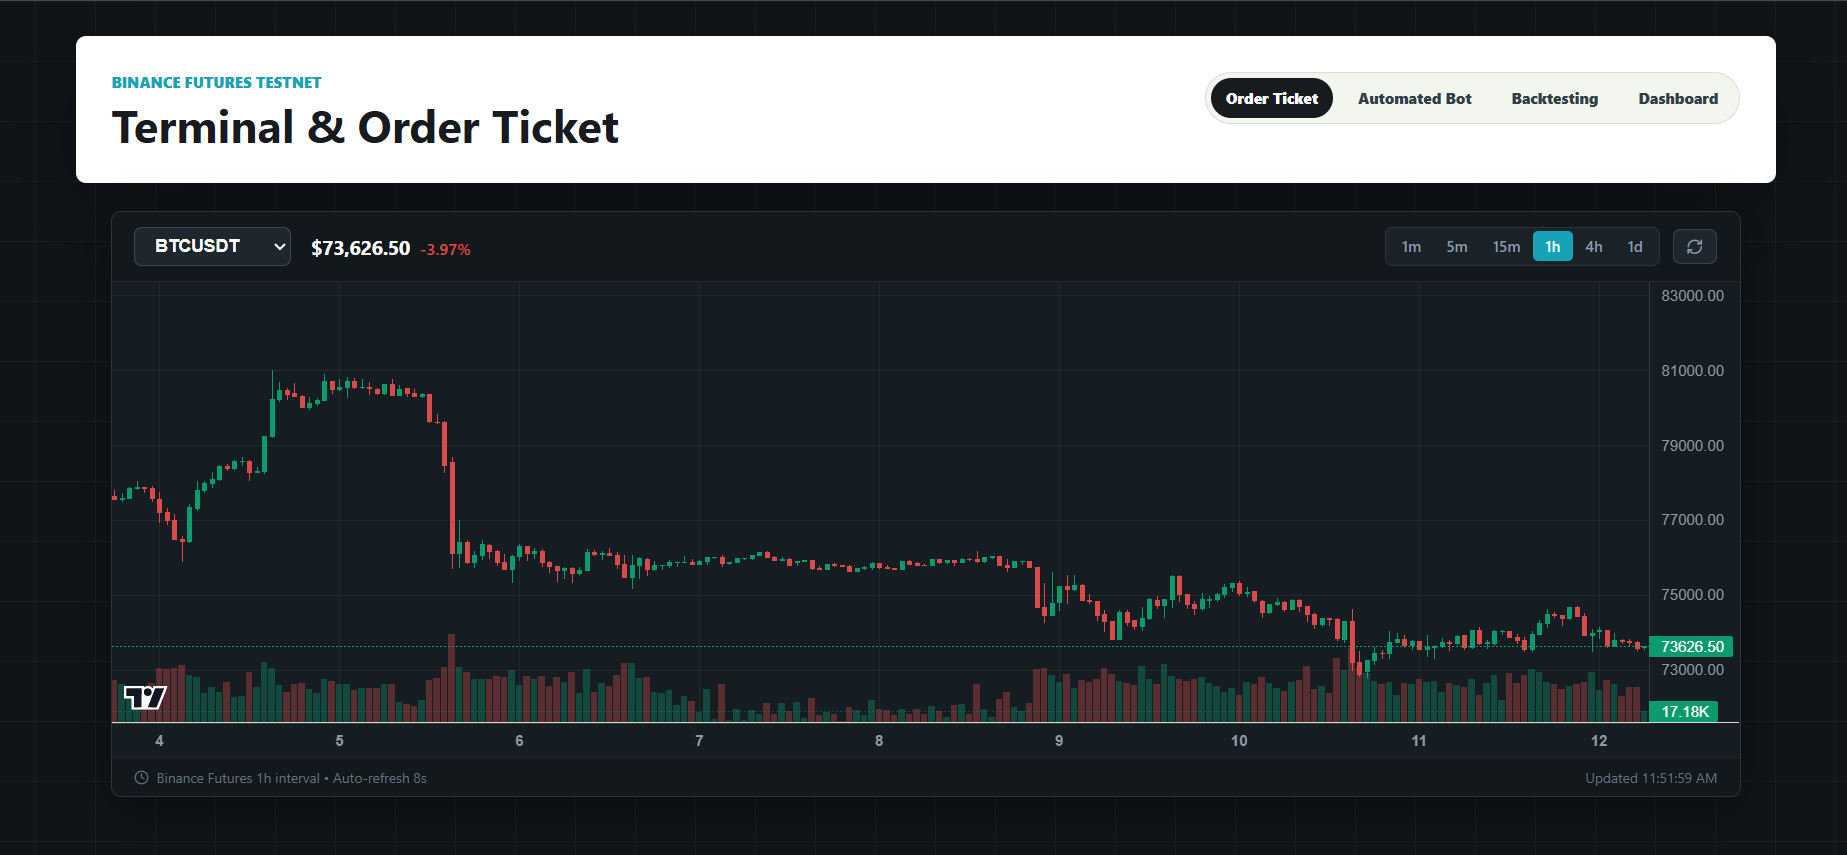 BINANCE FUTURES TESTNET
Terminal & Order Ticket
Order Ticket Automated Bot Backtesting Dashboard
BTCUSDT $73,626.50 -3.97% 1m 5m 15m 1h 4h 1d
83000.00
81000.00
79000.00
77000.00
75000.00
73626.50
73000.00
17.18K
4 5 6 7 8 9 10 11 12
Binance Futures 1h interval • Auto-refresh 8s Updated 11:51:59 AM